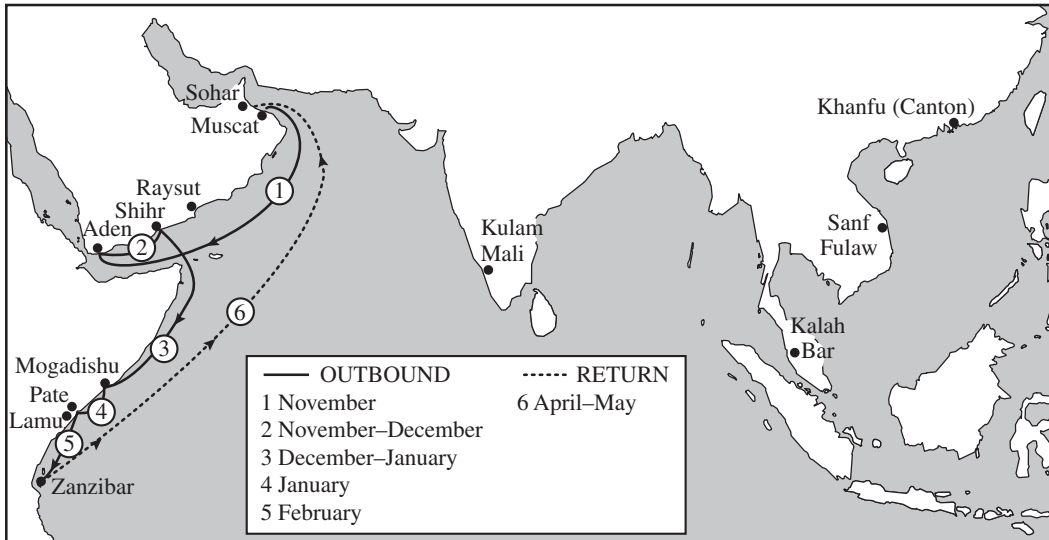 Sohar
Muscat
Khanfu (Canton)
Raysut
Shihr
Aden
1
2
Kulam
Mali
Sanf
Fulaw
6
3
Kalah
Bar
Mogadishu
Pate
Lamu
4
5
Zanzibar
OUTBOUND
1 November
2 November–December
3 December–January
4 January
5 February
RETURN
6 April–May